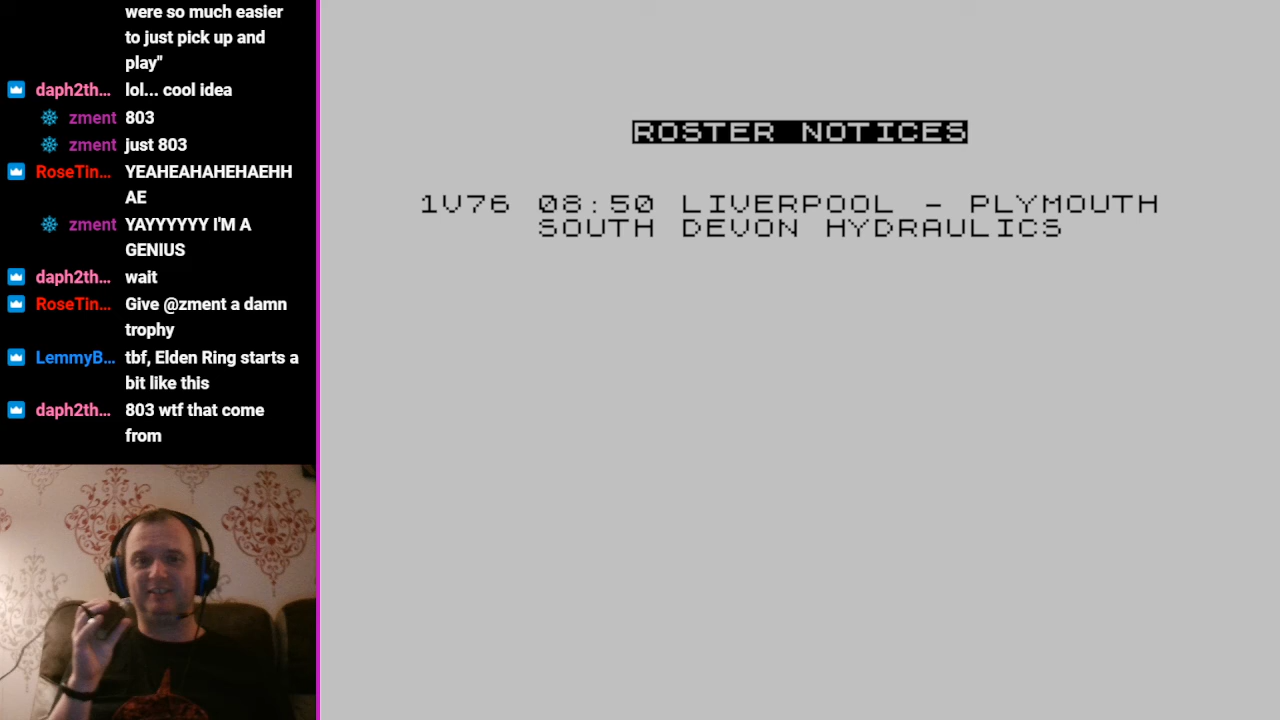 were so much easier
to just pick up and
play"
daph2th... lol... cool idea
zment 803
zment just 803
RoseTin... YEAHEAHAHEHAEHH
AE
zment YAYYYYYY I'M A
GENIUS
daph2th... wait
RoseTin... Give @zment a damn
trophy
LemmyB... tbf, Elden Ring starts a
bit like this
daph2th... 803 wtf that come
from
ROSTER NOTICES
1V76 08:50 LIVERPOOL - PLYMOUTH
SOUTH DEVON HYDRAULICS